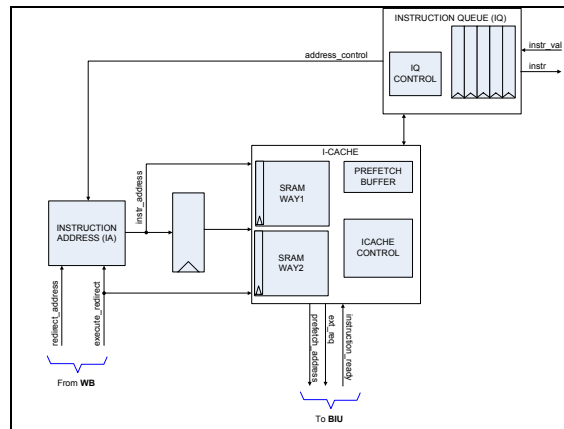 INSTRUCTION QUEUE (IQ)
instr_val
instr
address_control
IQ
CONTROL
I-CACHE
SRAM
WAY1
PREFETCH
BUFFER
instr_address
INSTRUCTION
ADDRESS (IA)
SRAM
WAY2
ICACHE
CONTROL
redirect_address
execute_redirect
prefetch_address
ext_req
instruction_ready
From WB
To BIU